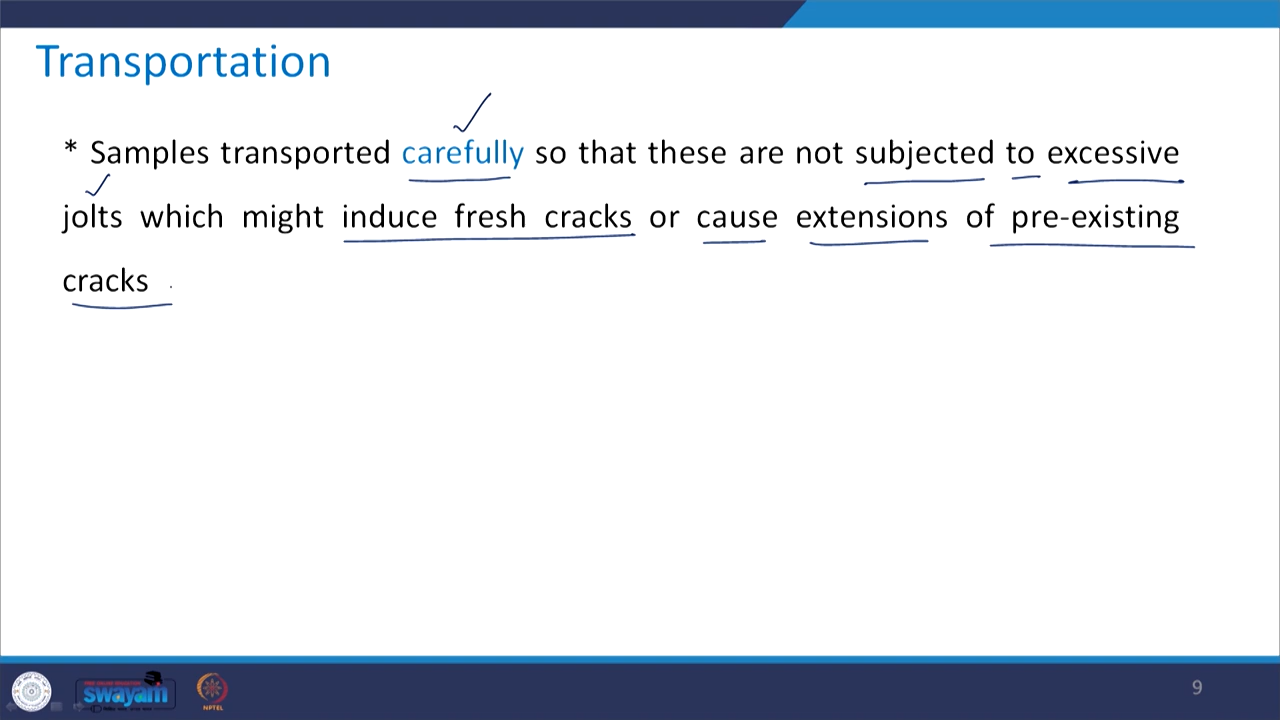 Transportation
* Samples transported carefully so that these are not subjected to excessive
jolts which might induce fresh cracks or cause extensions of pre-existing
cracks
swayam
NPTEL
9